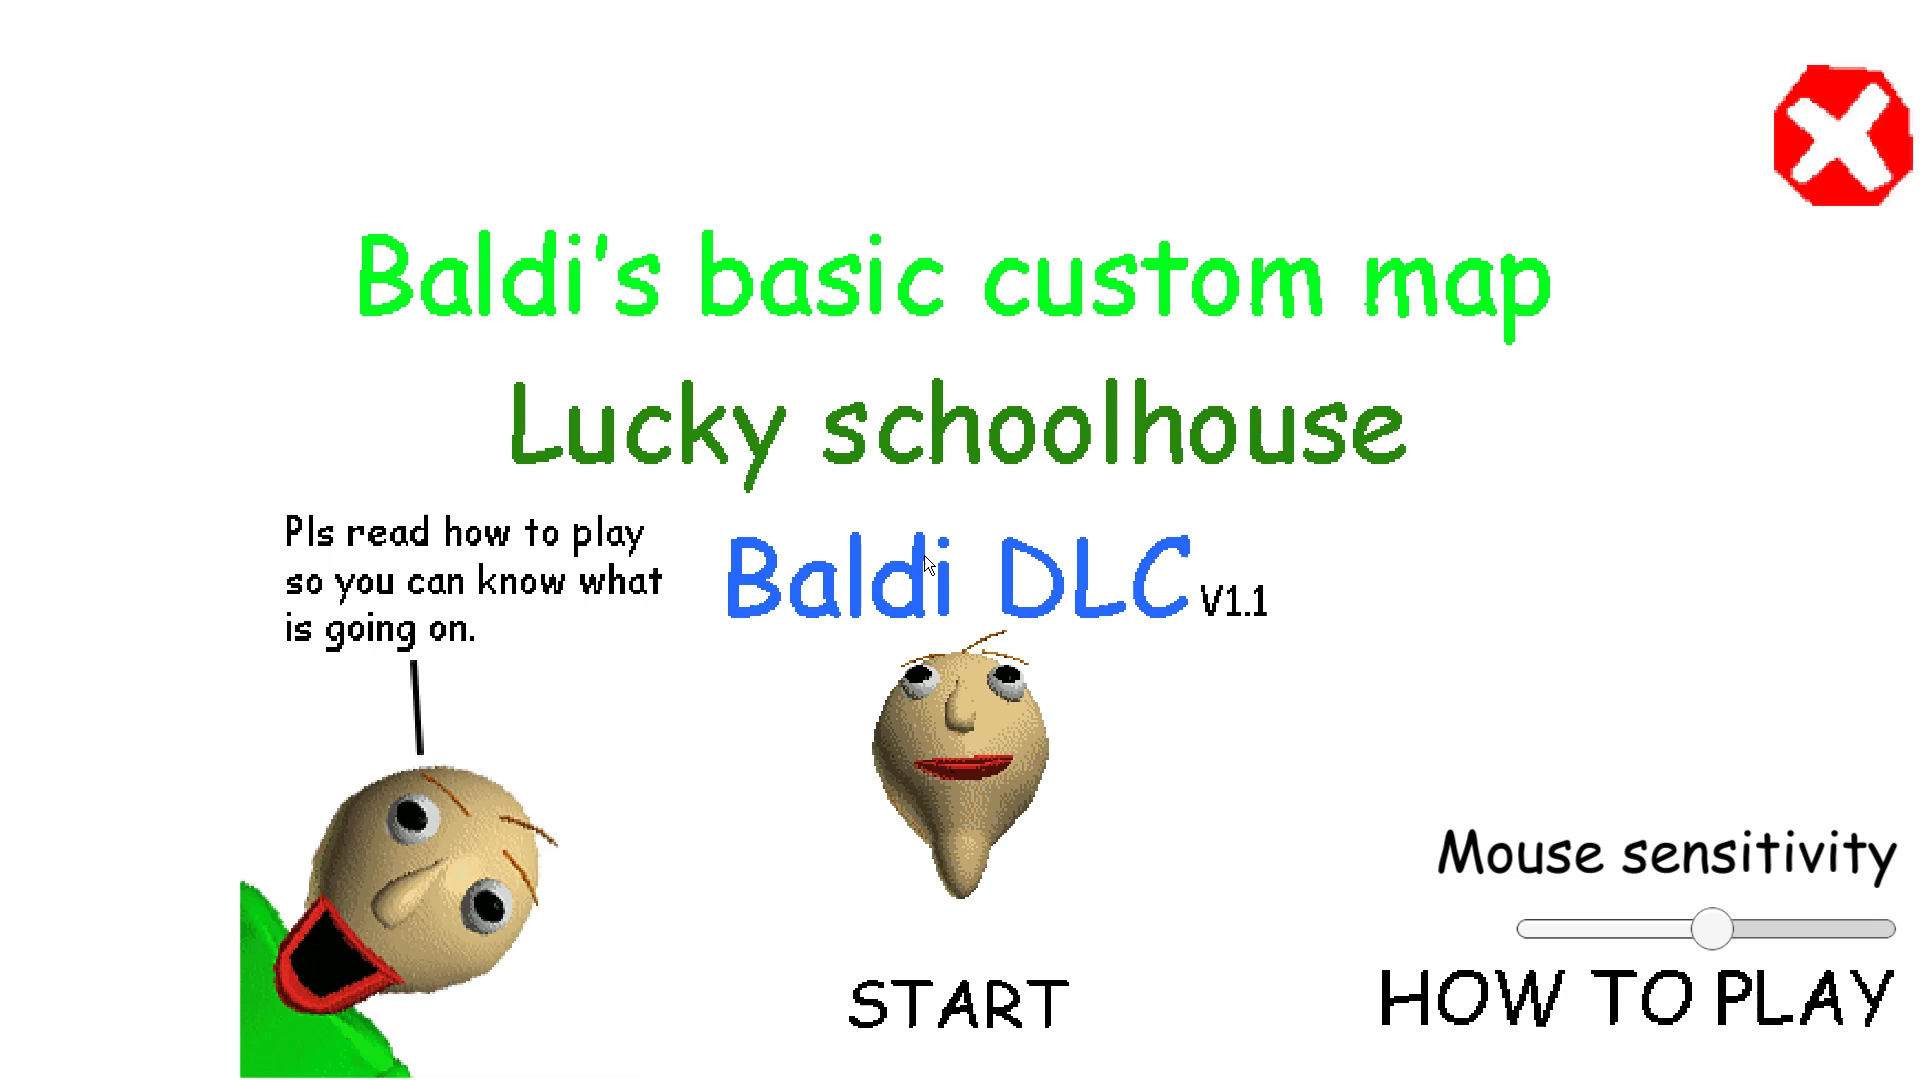 Baldi's basic custom map
Lucky schoolhouse
Pls read how to play
so you can know what
is going on.
Baldi DLC V1.1
Mouse sensitivity
START
HOW TO PLAY